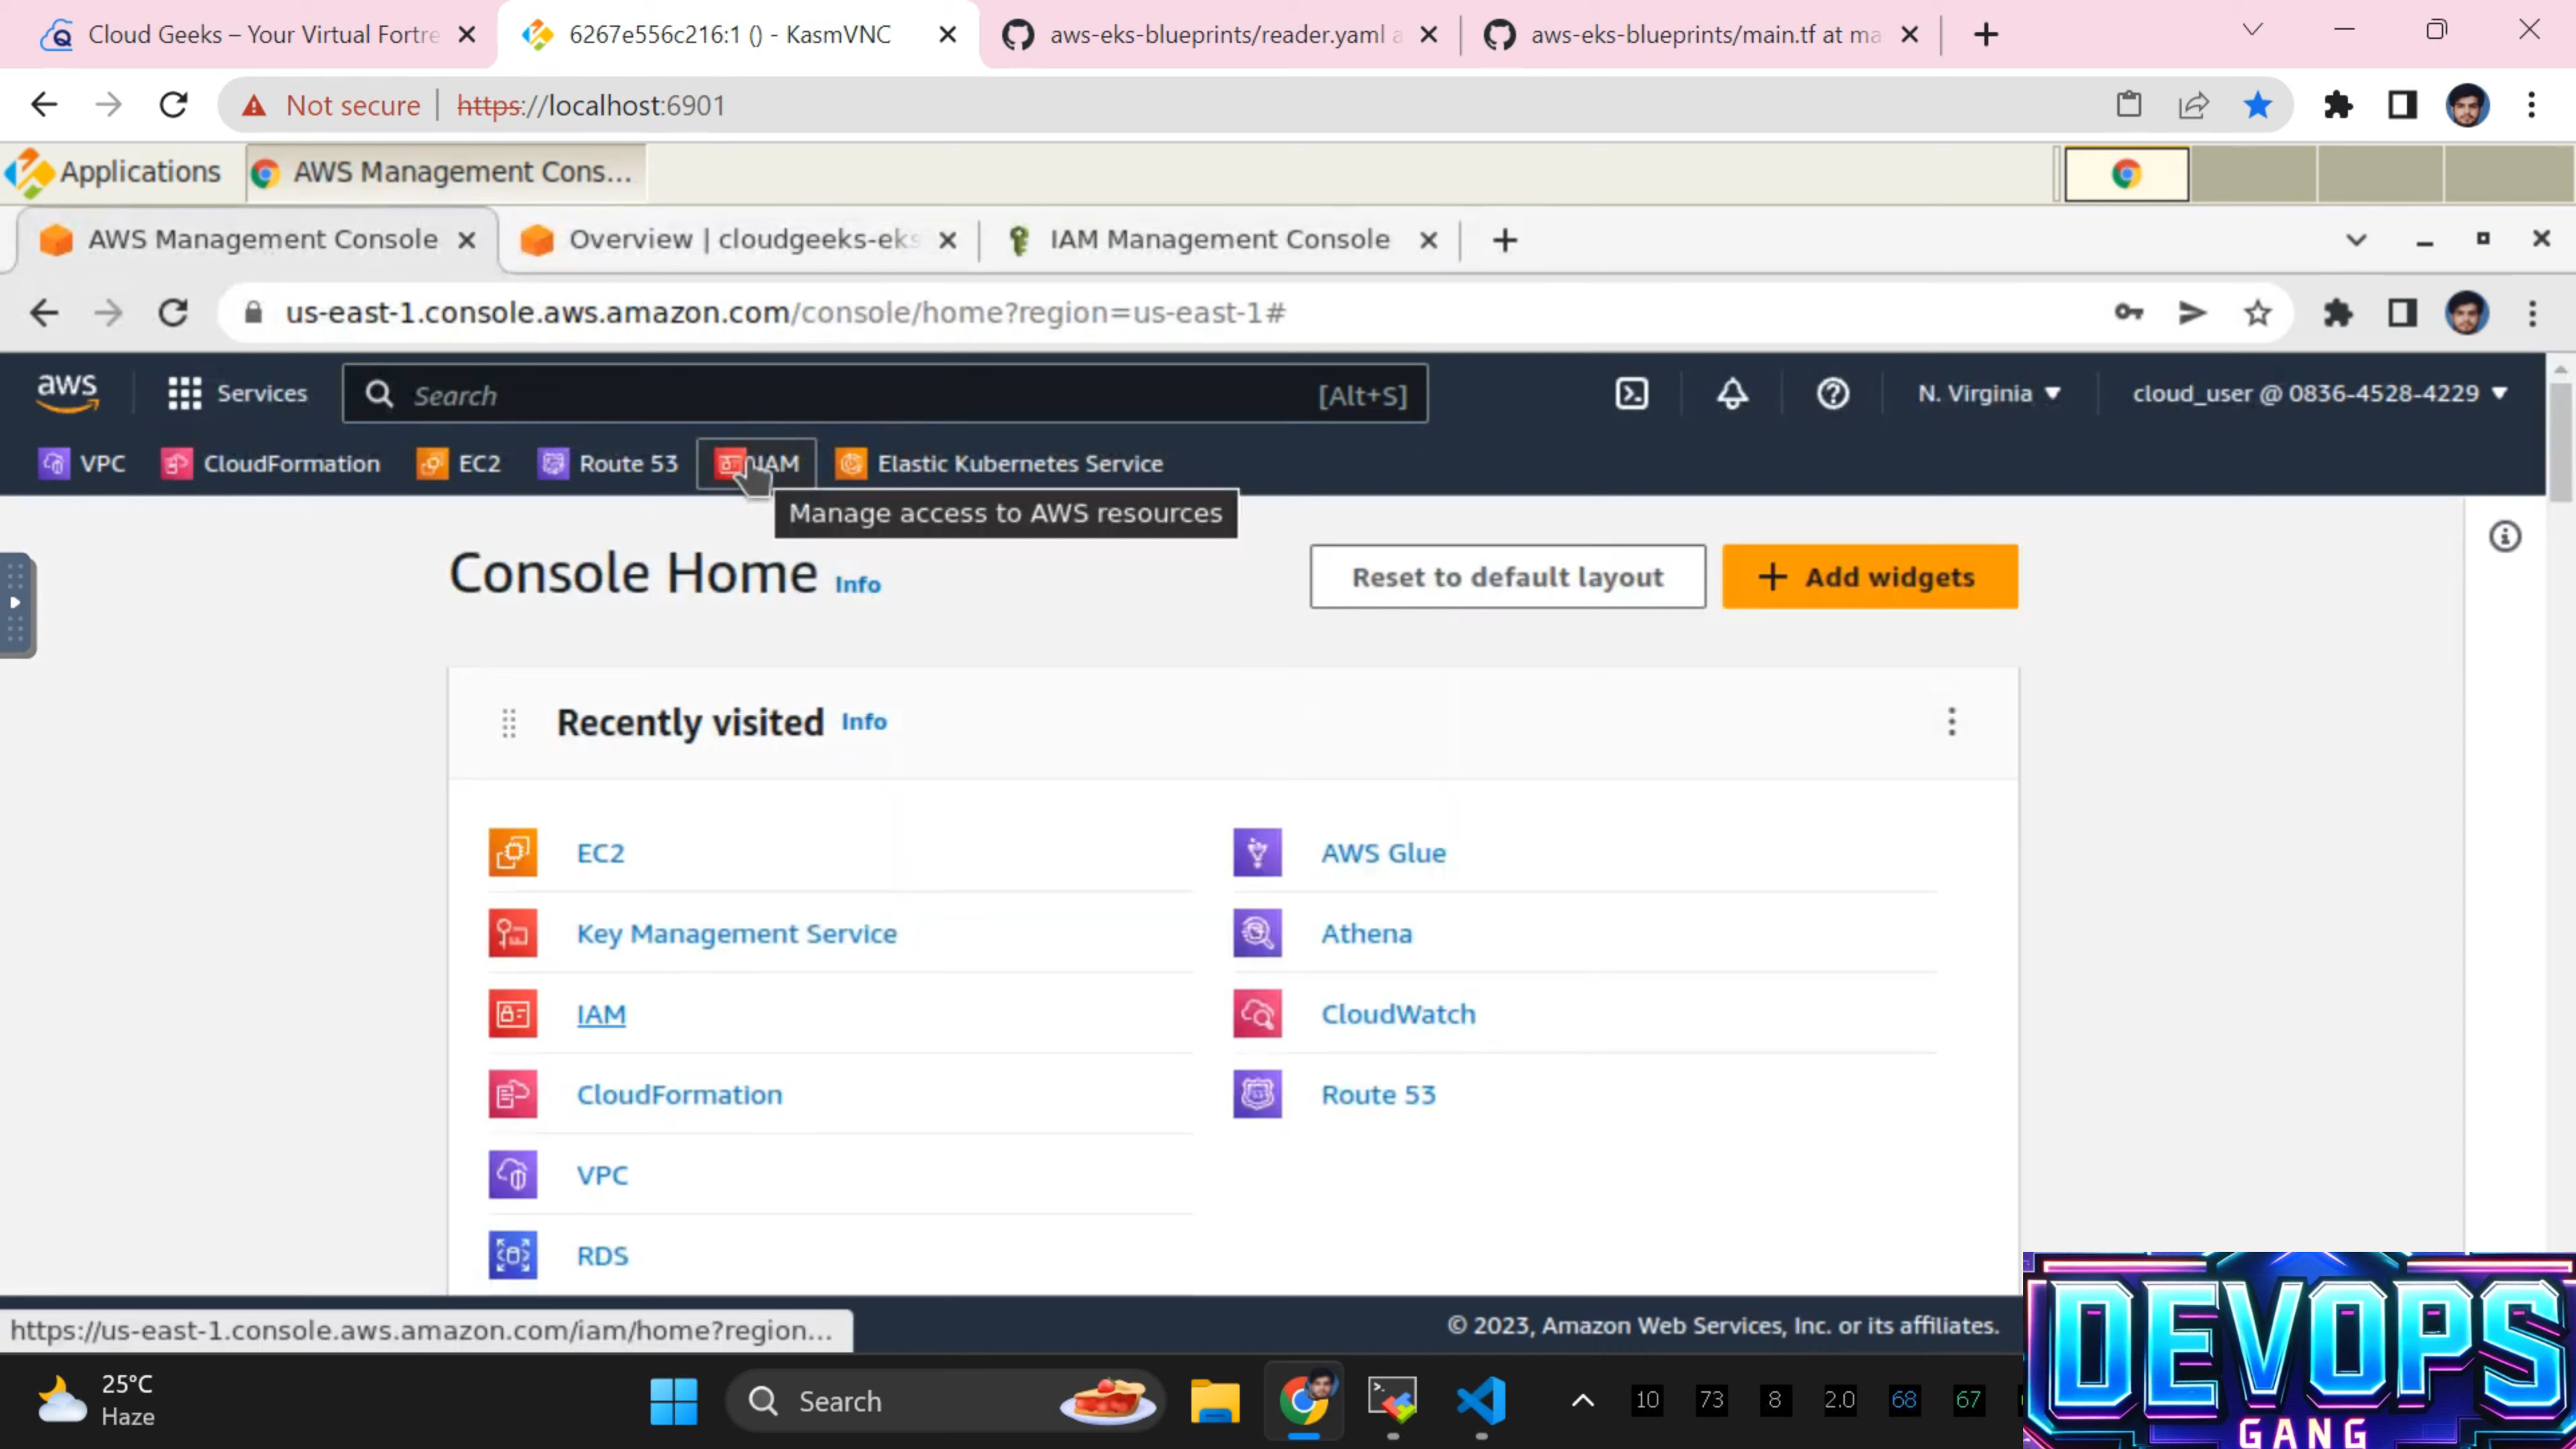 Cloud Geeks – Your Virtual Fortre
6267e556c216:1 () - KasmVNC
aws-eks-blueprints/reader.yaml a
aws-eks-blueprints/main.tf at ma
Not secure
https://localhost:6901
Applications
AWS Management Cons...
AWS Management Console
Overview | cloudgeeks-eks
IAM Management Console
us-east-1.console.aws.amazon.com/console/home?region=us-east-1#
aws
Services
Search
[Alt+S]
N. Virginia
cloud_user @ 0836-4528-4229
VPC
CloudFormation
EC2
Route 53
IAM
Elastic Kubernetes Service
Manage access to AWS resources
Console Home Info
Reset to default layout
+ Add widgets
Recently visited Info
EC2
AWS Glue
Key Management Service
Athena
IAM
CloudWatch
CloudFormation
Route 53
VPC
RDS
https://us-east-1.console.aws.amazon.com/iam/home?region...
© 2023, Amazon Web Services, Inc. or its affiliates.
25°C
Haze
Search
10
73
8
2.0
68
67
DEVOPS
GANG